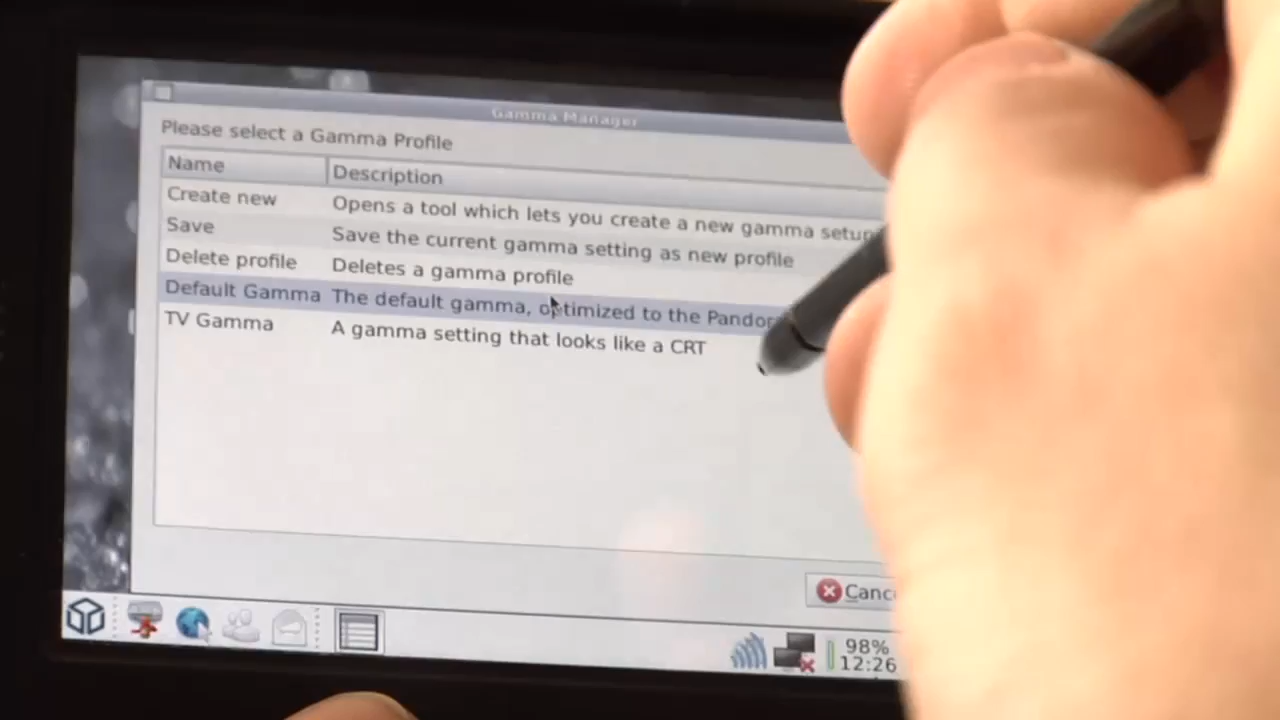 Gamma Manager
Please select a Gamma Profile
Name Description
Create new Opens a tool which lets you create a new gamma setup
Save Save the current gamma setting as new profile
Delete profile Deletes a gamma profile
Default Gamma The default gamma, optimized to the Pandora
TV Gamma A gamma setting that looks like a CRT
Canc
98%
12:26